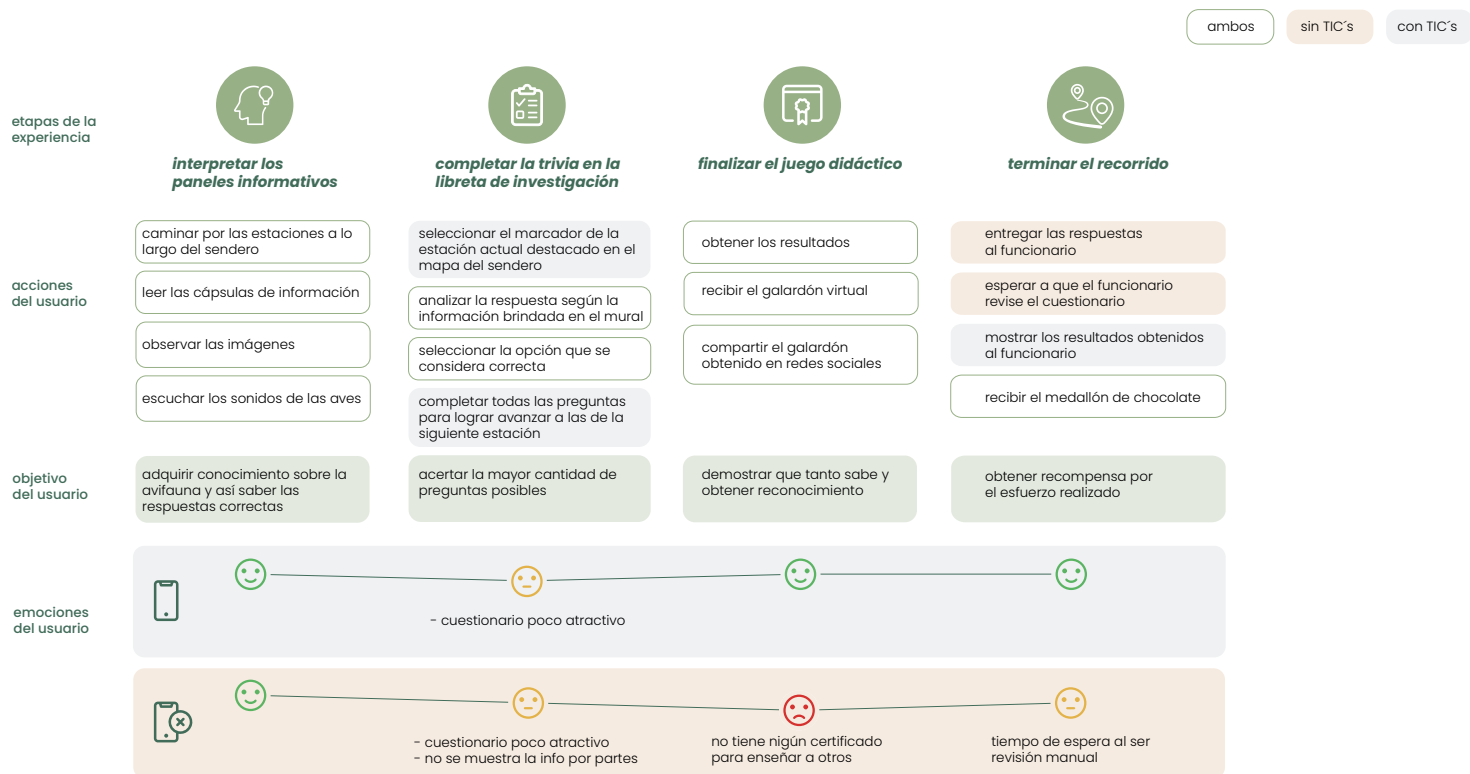 ambos
sin TIC´s
con TIC´s
etapas de la
experiencia
interpretar los
paneles informativos
completar la trivia en la
libreta de investigación
finalizar el juego didáctico
terminar el recorrido
acciones
del usuario
caminar por las estaciones a lo
largo del sendero
leer las cápsulas de información
observar las imágenes
escuchar los sonidos de las aves
seleccionar el marcador de la
estación actual destacado en el
mapa del sendero
analizar la respuesta según la
información brindada en el mural
seleccionar la opción que se
considera correcta
completar todas las preguntas
para lograr avanzar a las de la
siguiente estación
obtener los resultados
recibir el galardón virtual
compartir el galardón
obtenido en redes sociales
entregar las respuestas
al funcionario
esperar a que el funcionario
revise el cuestionario
mostrar los resultados obtenidos
al funcionario
recibir el medallón de chocolate
objetivo
del usuario
adquirir conocimiento sobre la
avifauna y así saber las
respuestas correctas
acertar la mayor cantidad de
preguntas posibles
demostrar que tanto sabe y
obtener reconocimiento
obtener recompensa por
el esfuerzo realizado
emociones
del usuario
- cuestionario poco atractivo
- cuestionario poco atractivo
- no se muestra la info por partes
no tiene nigún certificado
para enseñar a otros
tiempo de espera al ser
revisión manual